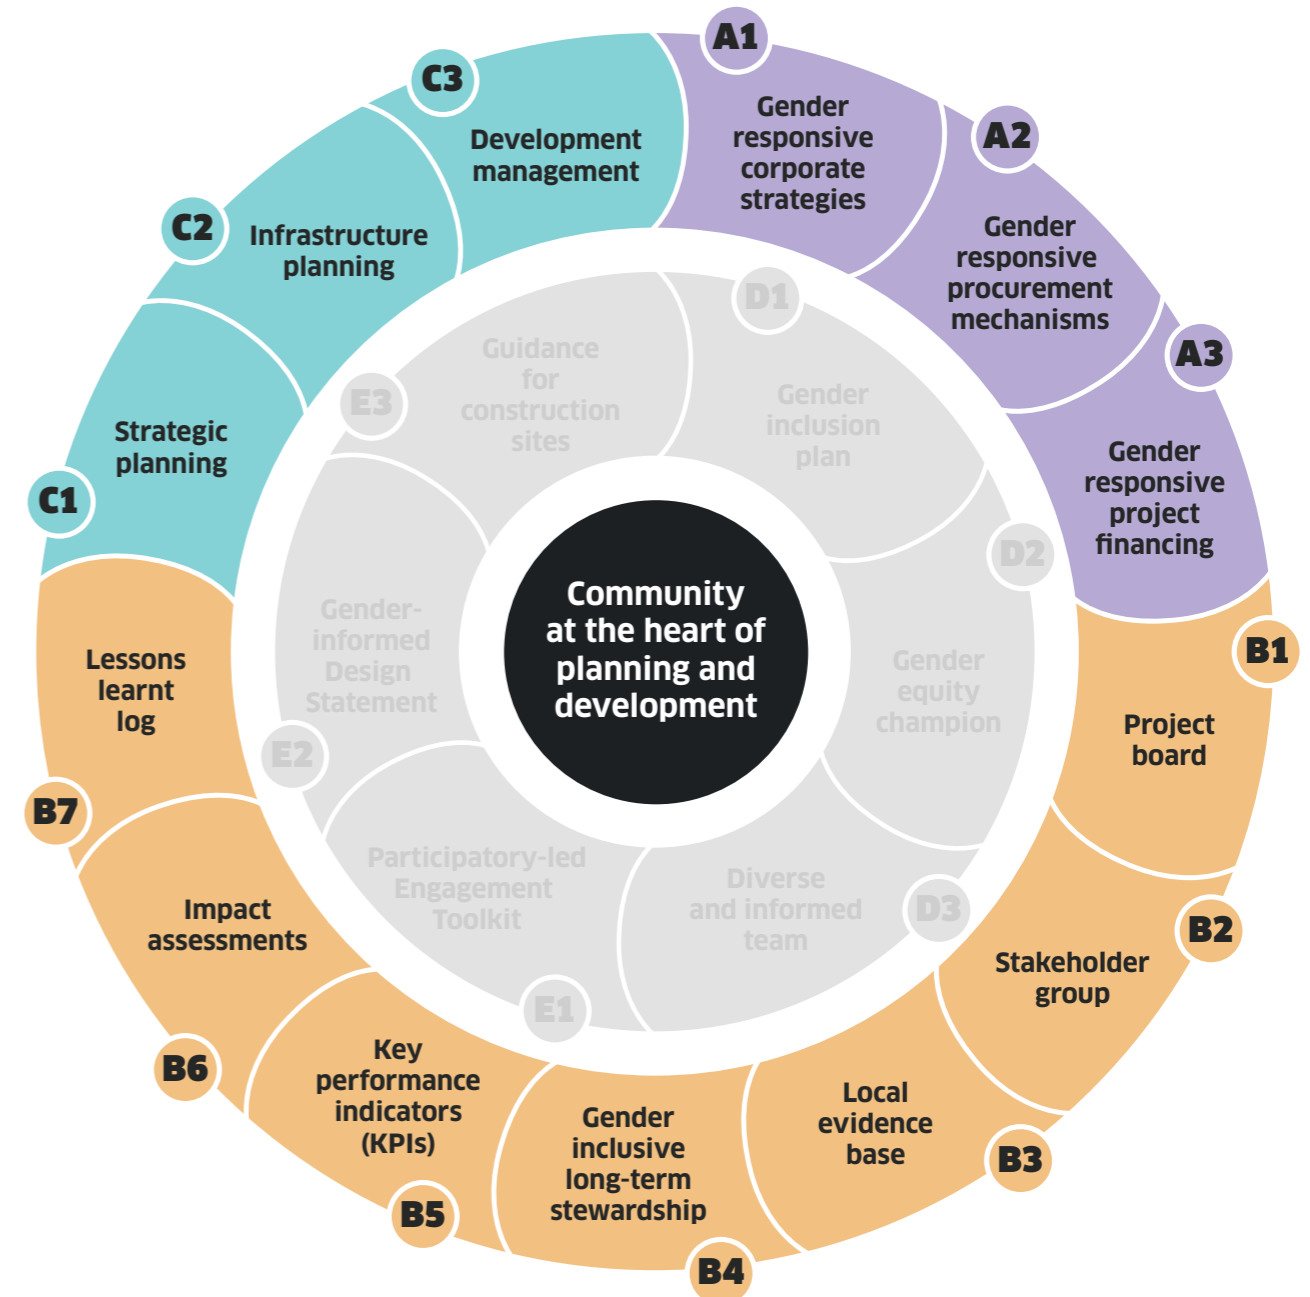 A1
Gender
responsive
corporate
strategies
A2
Gender
responsive
procurement
mechanisms
A3
Gender
responsive
project
financing
B1
Project
board
B2
Stakeholder
group
B3
Local
evidence
base
B4
Gender
inclusive
long-term
stewardship
B5
Key
performance
indicators
(KPIs)
B6
Impact
assessments
B7
Lessons
learnt
log
C1
Strategic
planning
C2
Infrastructure
planning
C3
Development
management
D1
Gender
inclusion
plan
D2
Gender
equity
champion
D3
Diverse
and informed
team
E1
Participatory-led
Engagement
Toolkit
E2
Gender-
informed
Design
Statement
E3
Guidance
for
construction
sites
Community
at the heart of
planning and
development